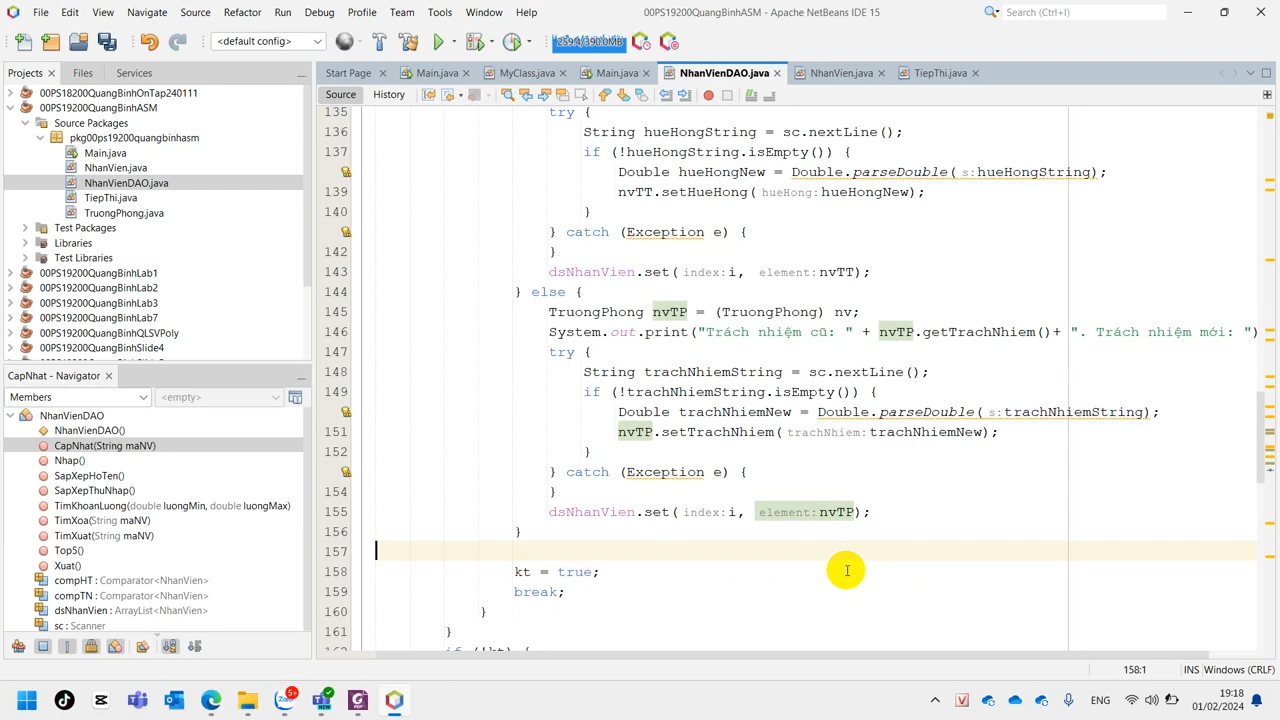 File Edit View Navigate Source Refactor Run Debug Profile Team Tools Window Help
00PS19200QuangBinhASM - Apache NetBeans IDE 15
Search (Ctrl+I)
<default config>
259,4/390,0MB
Projects Files Services
Start Page Main.java MyClass.java Main.java NhanVienDAO.java NhanVien.java TiepThi.java
Source History
00PS19200QuangBinhOnTap240111
00PS19200QuangBinhASM
Source Packages
pkg00ps19200quangbinhasm
Main.java
NhanVien.java
NhanVienDAO.java
TiepThi.java
TruongPhong.java
Test Packages
Libraries
Test Libraries
00PS19200QuangBinhLab1
00PS19200QuangBinhLab2
00PS19200QuangBinhLab3
00PS19200QuangBinhLab7
00PS19200QuangBinhQLSVPoly
00PS19200QuangBinhSlide4
CapNhat - Navigator
Members <empty>
NhanVienDAO
NhanVienDAO()
CapNhat(String maNV)
Nhap()
SapXepHoTen()
SapXepThuNhap()
TimKhoanLuong(double luongMin, double luongMax)
TimXoa(String maNV)
TimXuat(String maNV)
Top5()
Xuat()
compHT : Comparator<NhanVien>
compTN : Comparator<NhanVien>
dsNhanVien : ArrayList<NhanVien>
sc : Scanner
135 try {
136 String hueHongString = sc.nextLine();
137 if (!hueHongString.isEmpty()) {
Double hueHongNew = Double.parseDouble(s:hueHongString);
139 nvTT.setHueHong(hueHong:hueHongNew);
140 }
} catch (Exception e) {
142 }
143 dsNhanVien.set(index:i, element:nvTT);
144 } else {
145 TruongPhong nvTP = (TruongPhong) nv;
146 System.out.print("Trách nhiệm cũ: " + nvTP.getTrachNhiem()+ ". Trách nhiệm mới: ")
147 try {
148 String trachNhiemString = sc.nextLine();
149 if (!trachNhiemString.isEmpty()) {
Double trachNhiemNew = Double.parseDouble(s:trachNhiemString);
151 nvTP.setTrachNhiem(trachNhiem:trachNhiemNew);
152 }
} catch (Exception e) {
154 }
155 dsNhanVien.set(index:i, element:nvTP);
156 }
157
158 kt = true;
159 break;
160 }
161 }
162 if (!kt) {
158:1 INS Windows (CRLF)
5+
NEW
ENG
19:18
01/02/2024